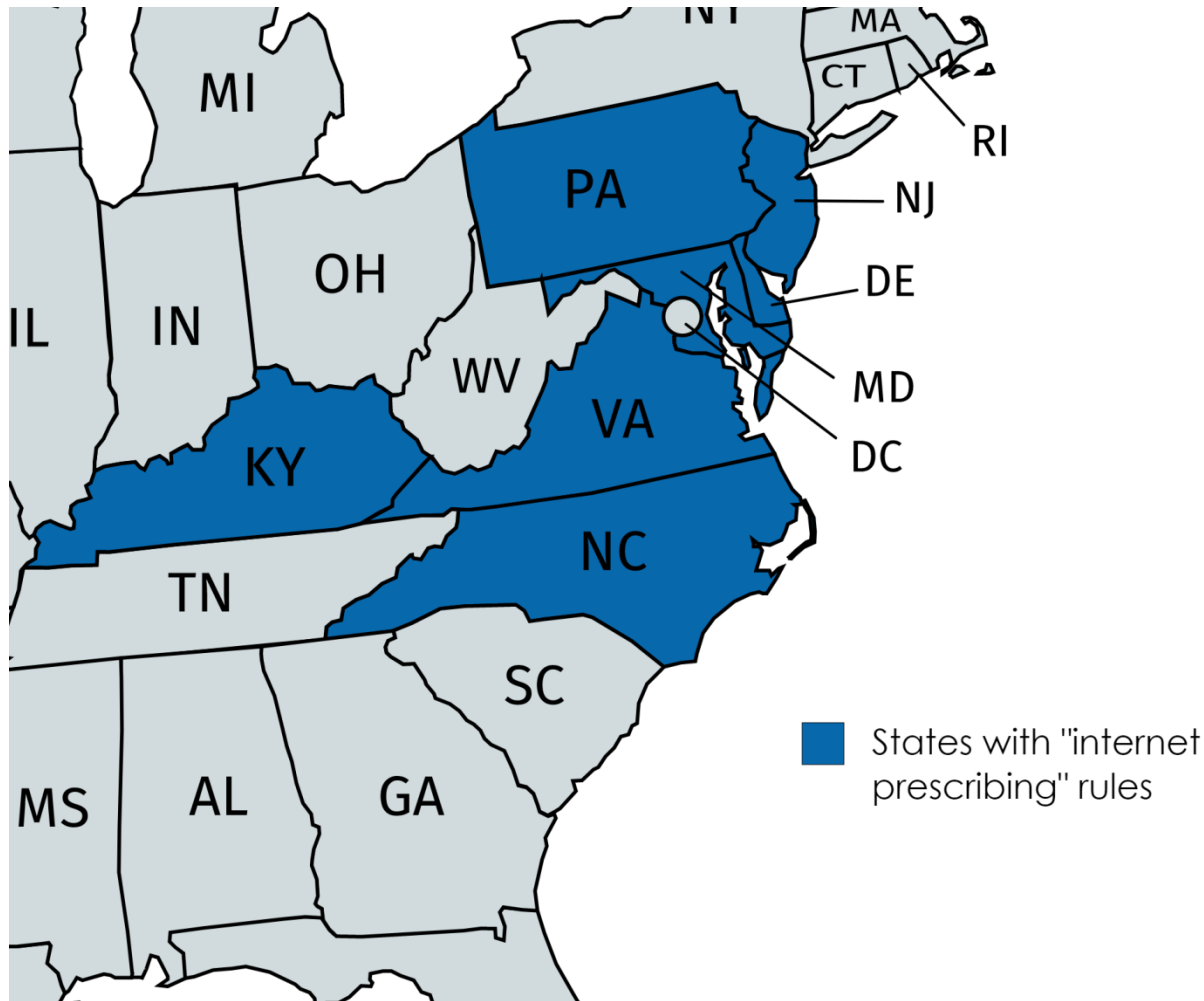 NY
MA
MI
CT
RI
PA
NJ
OH
DE
IL
IN
WV
MD
VA
DC
KY
NC
TN
SC
States with "internet
prescribing" rules
MS
AL
GA